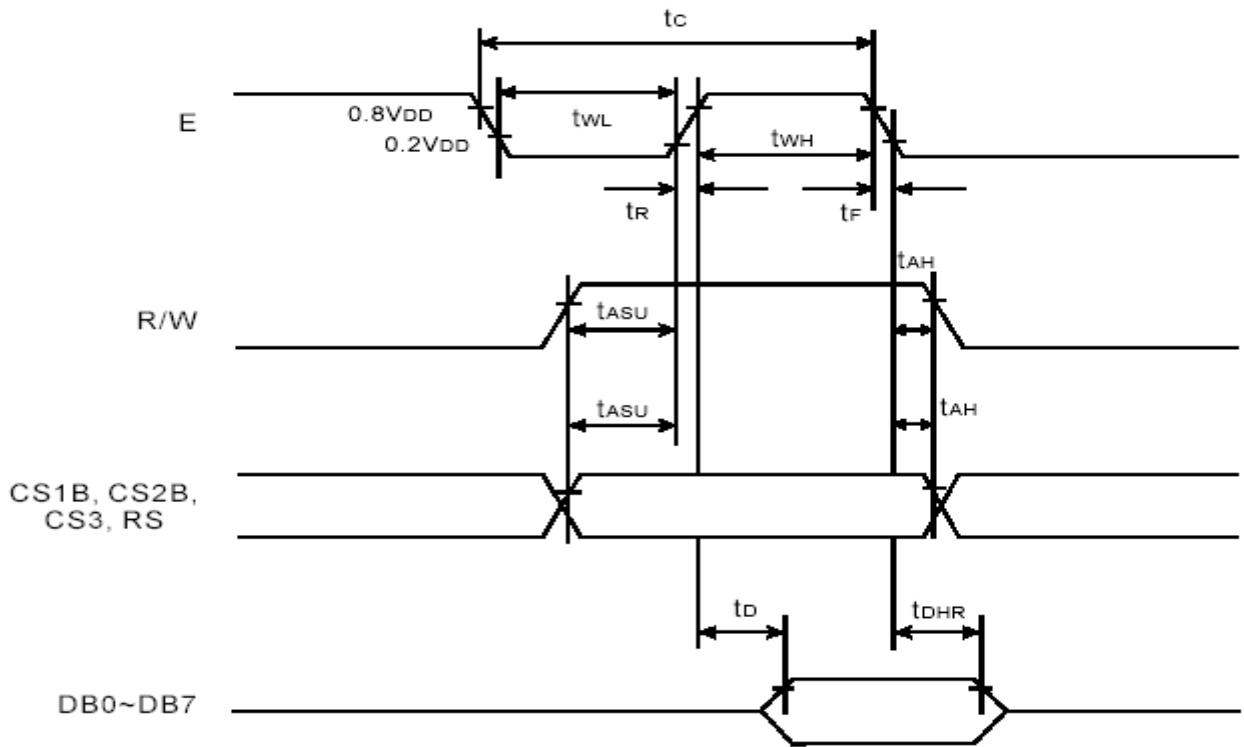 tC
E
0.8VDD
0.2VDD
tWL
tWH
tR
tF
tAH
R/W
tASU
tASU
tAH
CS1B, CS2B,
CS3, RS
tD
tDHR
DB0~DB7